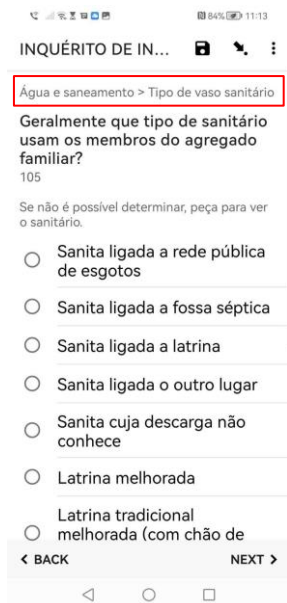 84% 11:13
INQUÉRITO DE IN...
Água e saneamento > Tipo de vaso sanitário
Geralmente que tipo de sanitário
usam os membros do agregado
familiar?
105
Se não é possível determinar, peça para ver
o sanitário.
Sanita ligada a rede pública
de esgotos
Sanita ligada a fossa séptica
Sanita ligada a latrina
Sanita ligada o outro lugar
Sanita cuja descarga não
conhece
Latrina melhorada
Latrina tradicional
melhorada (com chão de
< BACK NEXT >